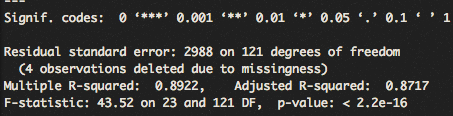 ---
Signif. codes:  0 ‘***’ 0.001 ‘**’ 0.01 ‘*’ 0.05 ‘.’ 0.1 ‘ ’ 1
Residual standard error: 2988 on 121 degrees of freedom
  (4 observations deleted due to missingness)
Multiple R-squared:  0.8922,    Adjusted R-squared:  0.8717
F-statistic: 43.52 on 23 and 121 DF,  p-value: < 2.2e-16